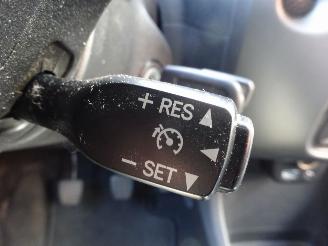 + RES
- SET